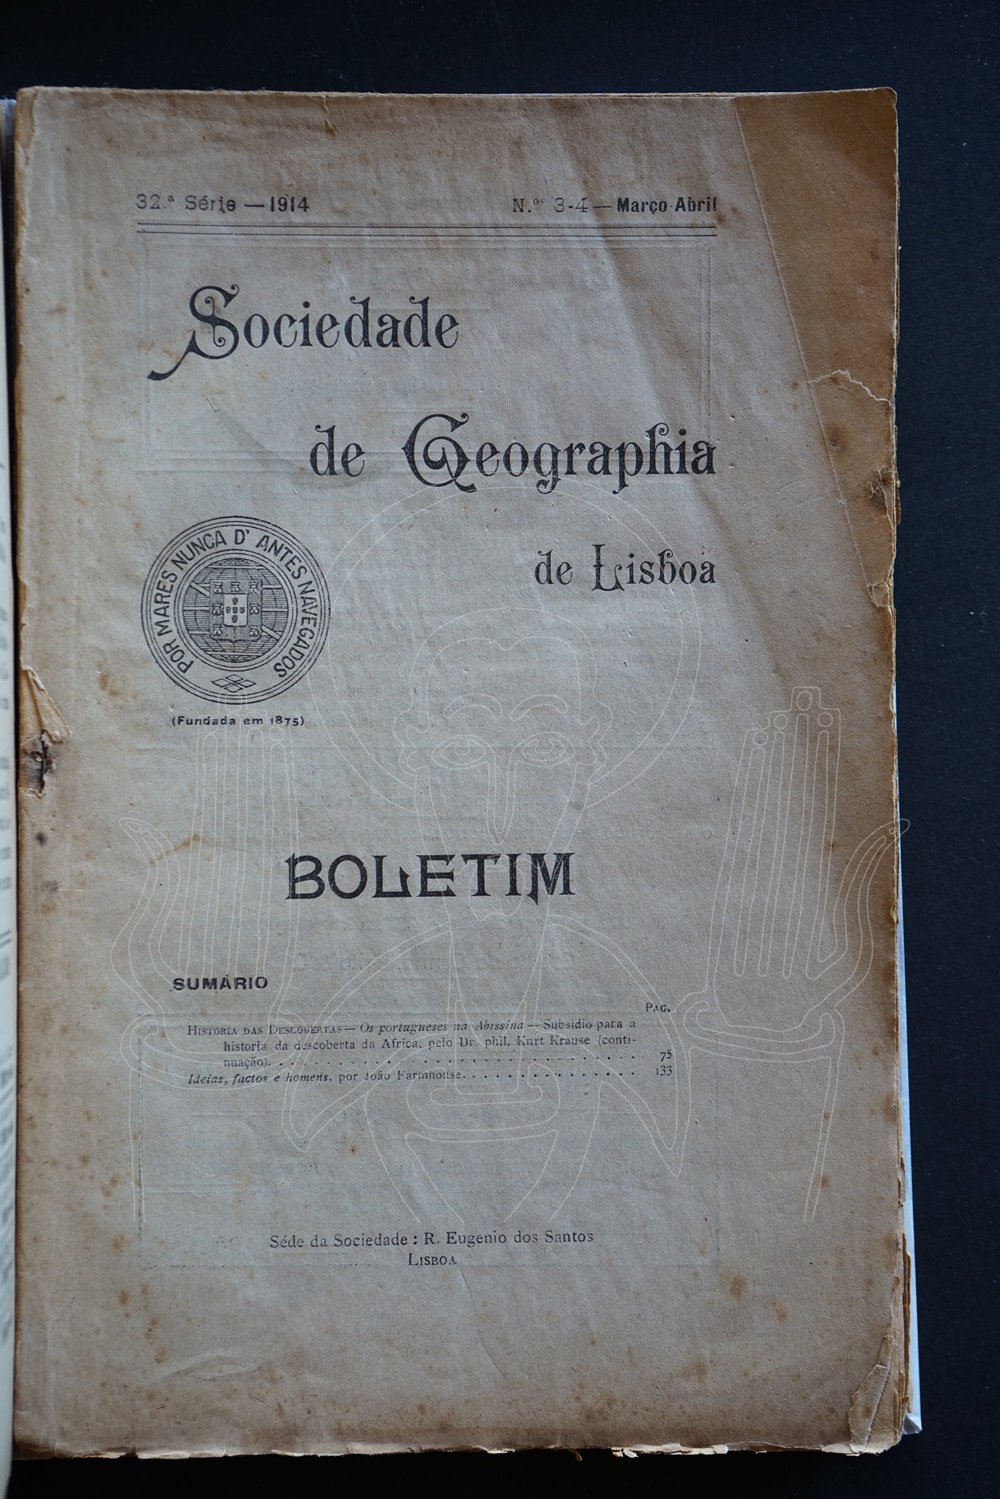 32.ª Série — 1914
N.ºs 3-4 — Março-Abril
Sociedade
de Geographia
de Lisboa
POR MARES NUNCA D' ANTES NAVEGADOS
(Fundada em 1875)
BOLETIM
SUMÁRIO
PAG.
HISTORIA DAS DESCOBERTAS — Os portugueses na Abissina — Subsidio para a
historia da descoberta da Africa, pelo Dr. phil. Kurt Krause (conti-
nuação). . . . . . . . . . . . . . . . . . . . . . . . . 75
Ideias, factos e homens, por João Farmhouse. . . . . . . . . . . . . . . 133
Séde da Sociedade : R. Eugenio dos Santos
LISBOA